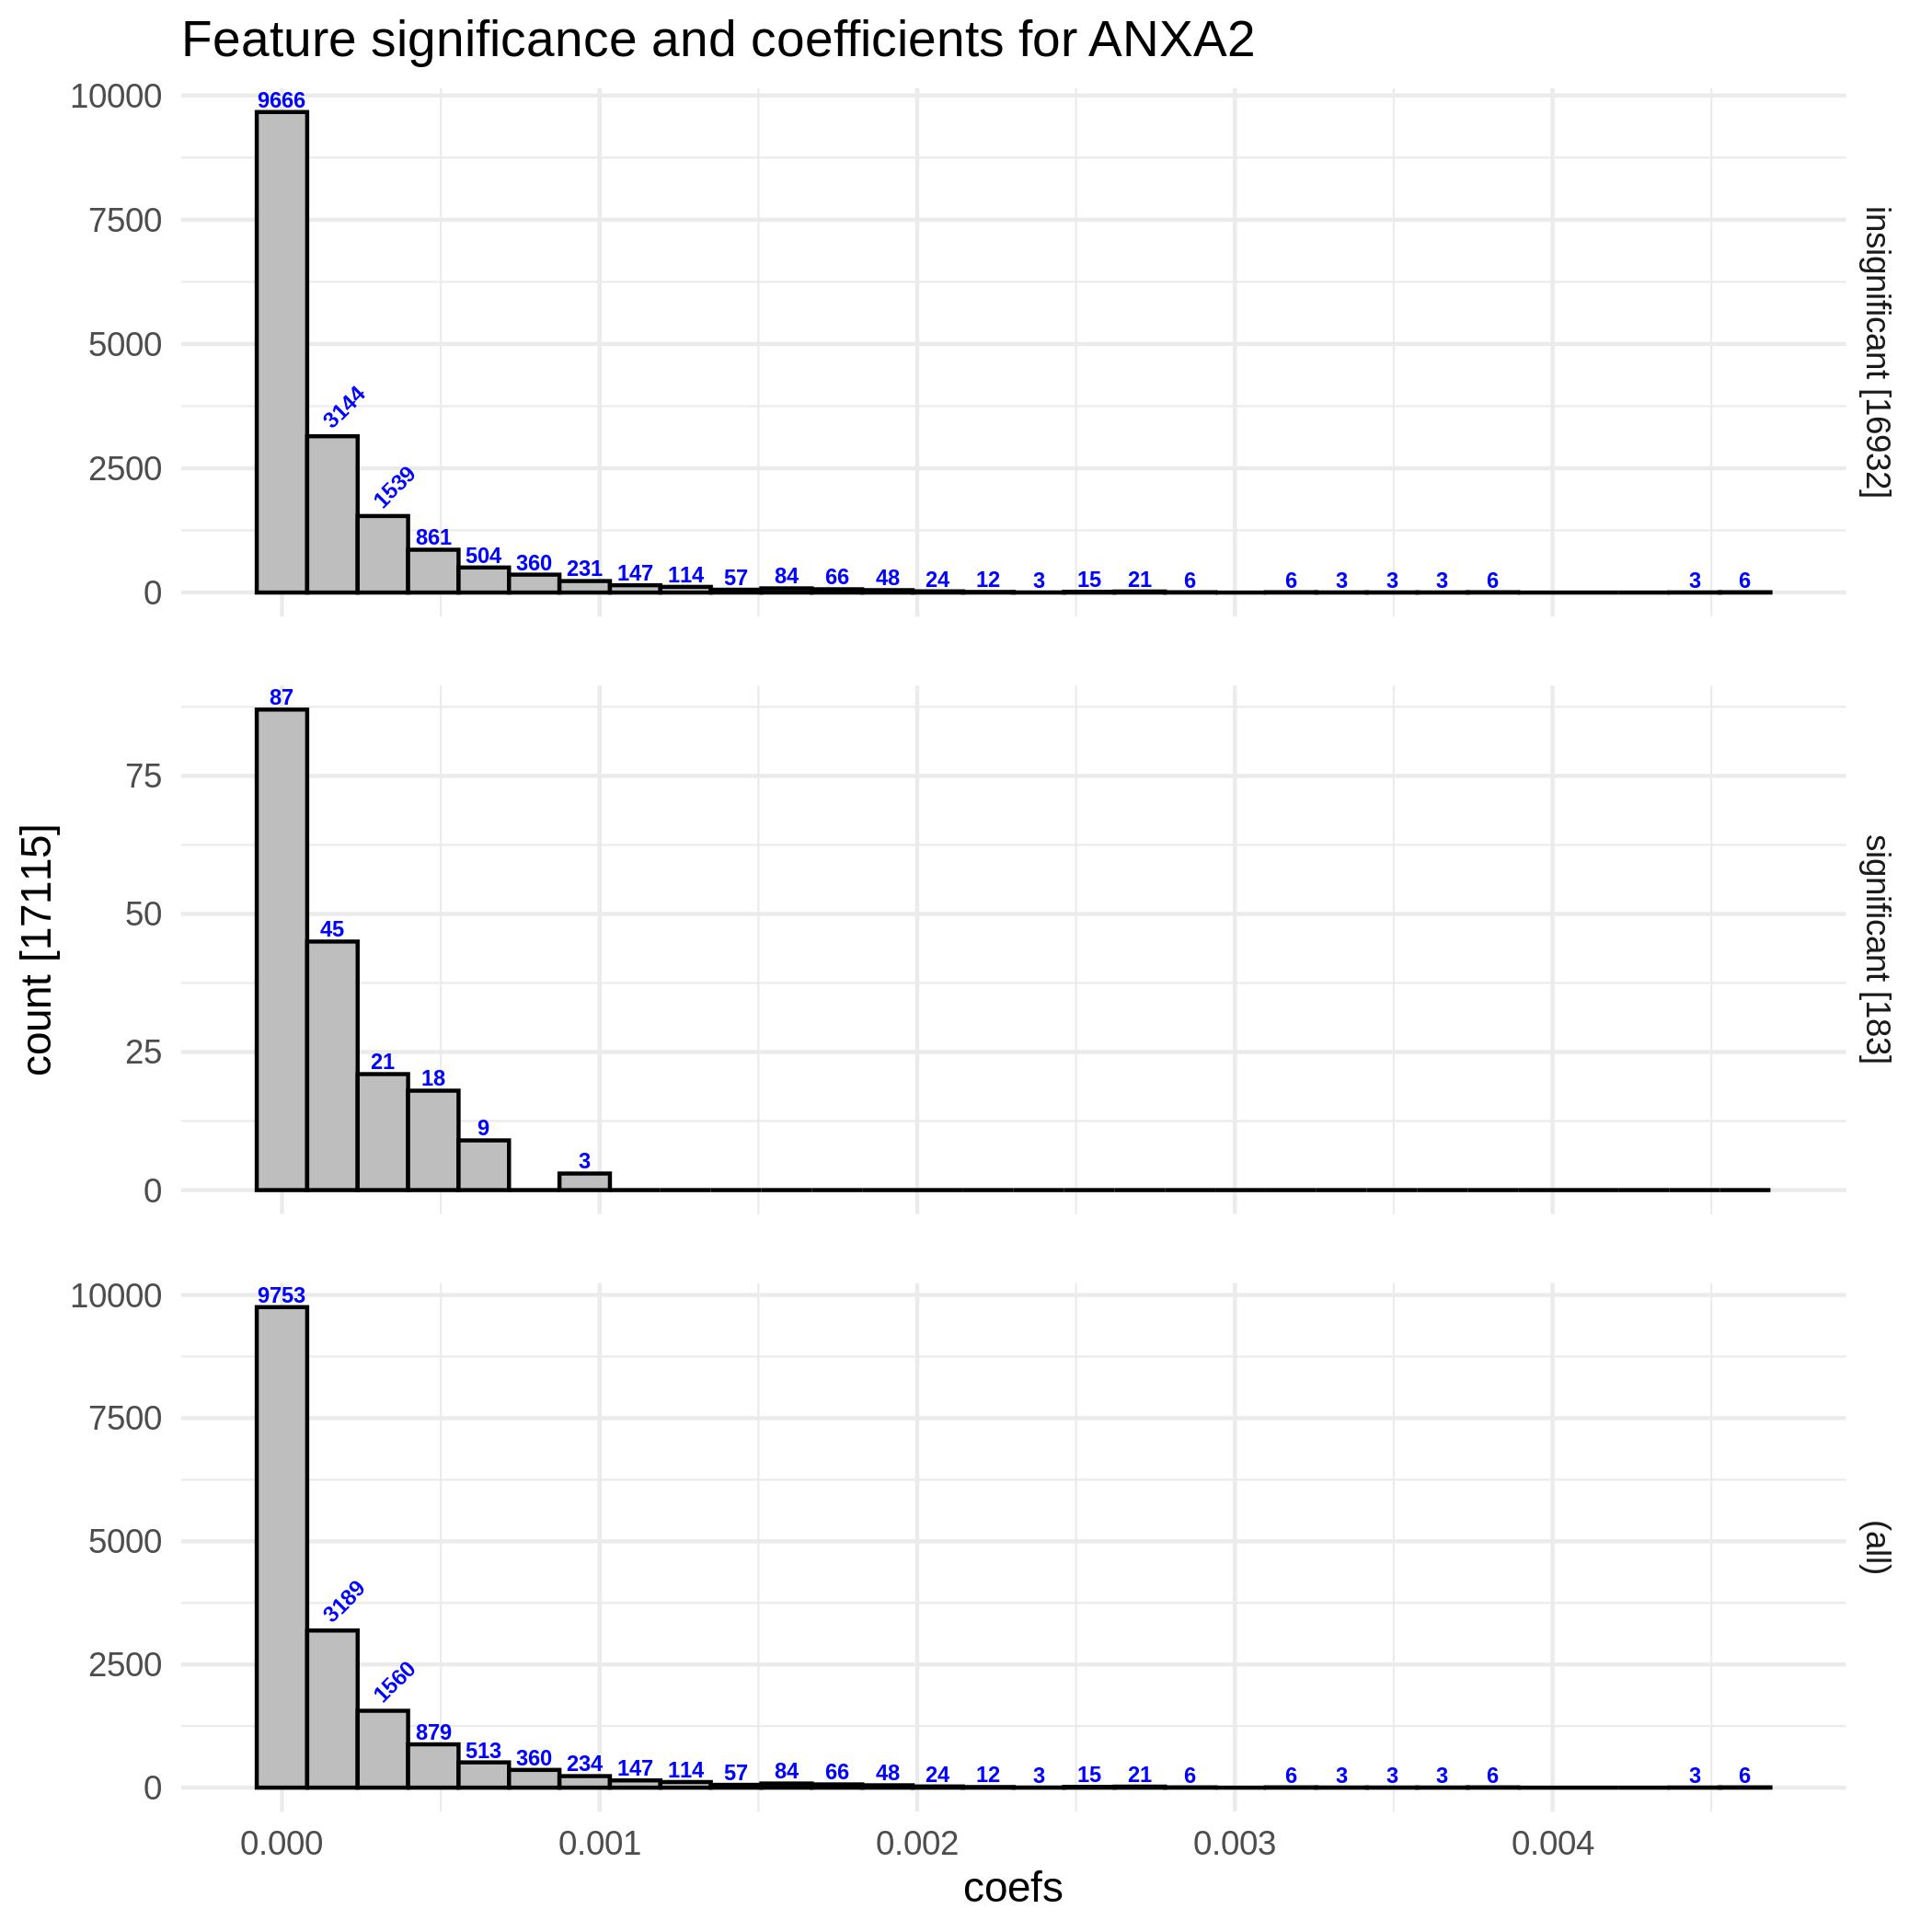 Feature significance and coefficients for ANXA2
10000
7500
5000
2500
0
9666
3144
1539
861 504 360 231 147 114 57 84 66 48 24 12 3 15 21 6 6 3 3 3 6 3 6
insignificant [16932]
count [17115]
75
50
25
0
87
45
21
18
9
3
significant [183]
10000
7500
5000
2500
0
9753
3189
1560
879 513 360 234 147 114 57 84 66 48 24 12 3 15 21 6 6 3 3 3 6 3 6
(all)
0.000 0.001 0.002 0.003 0.004
coefs